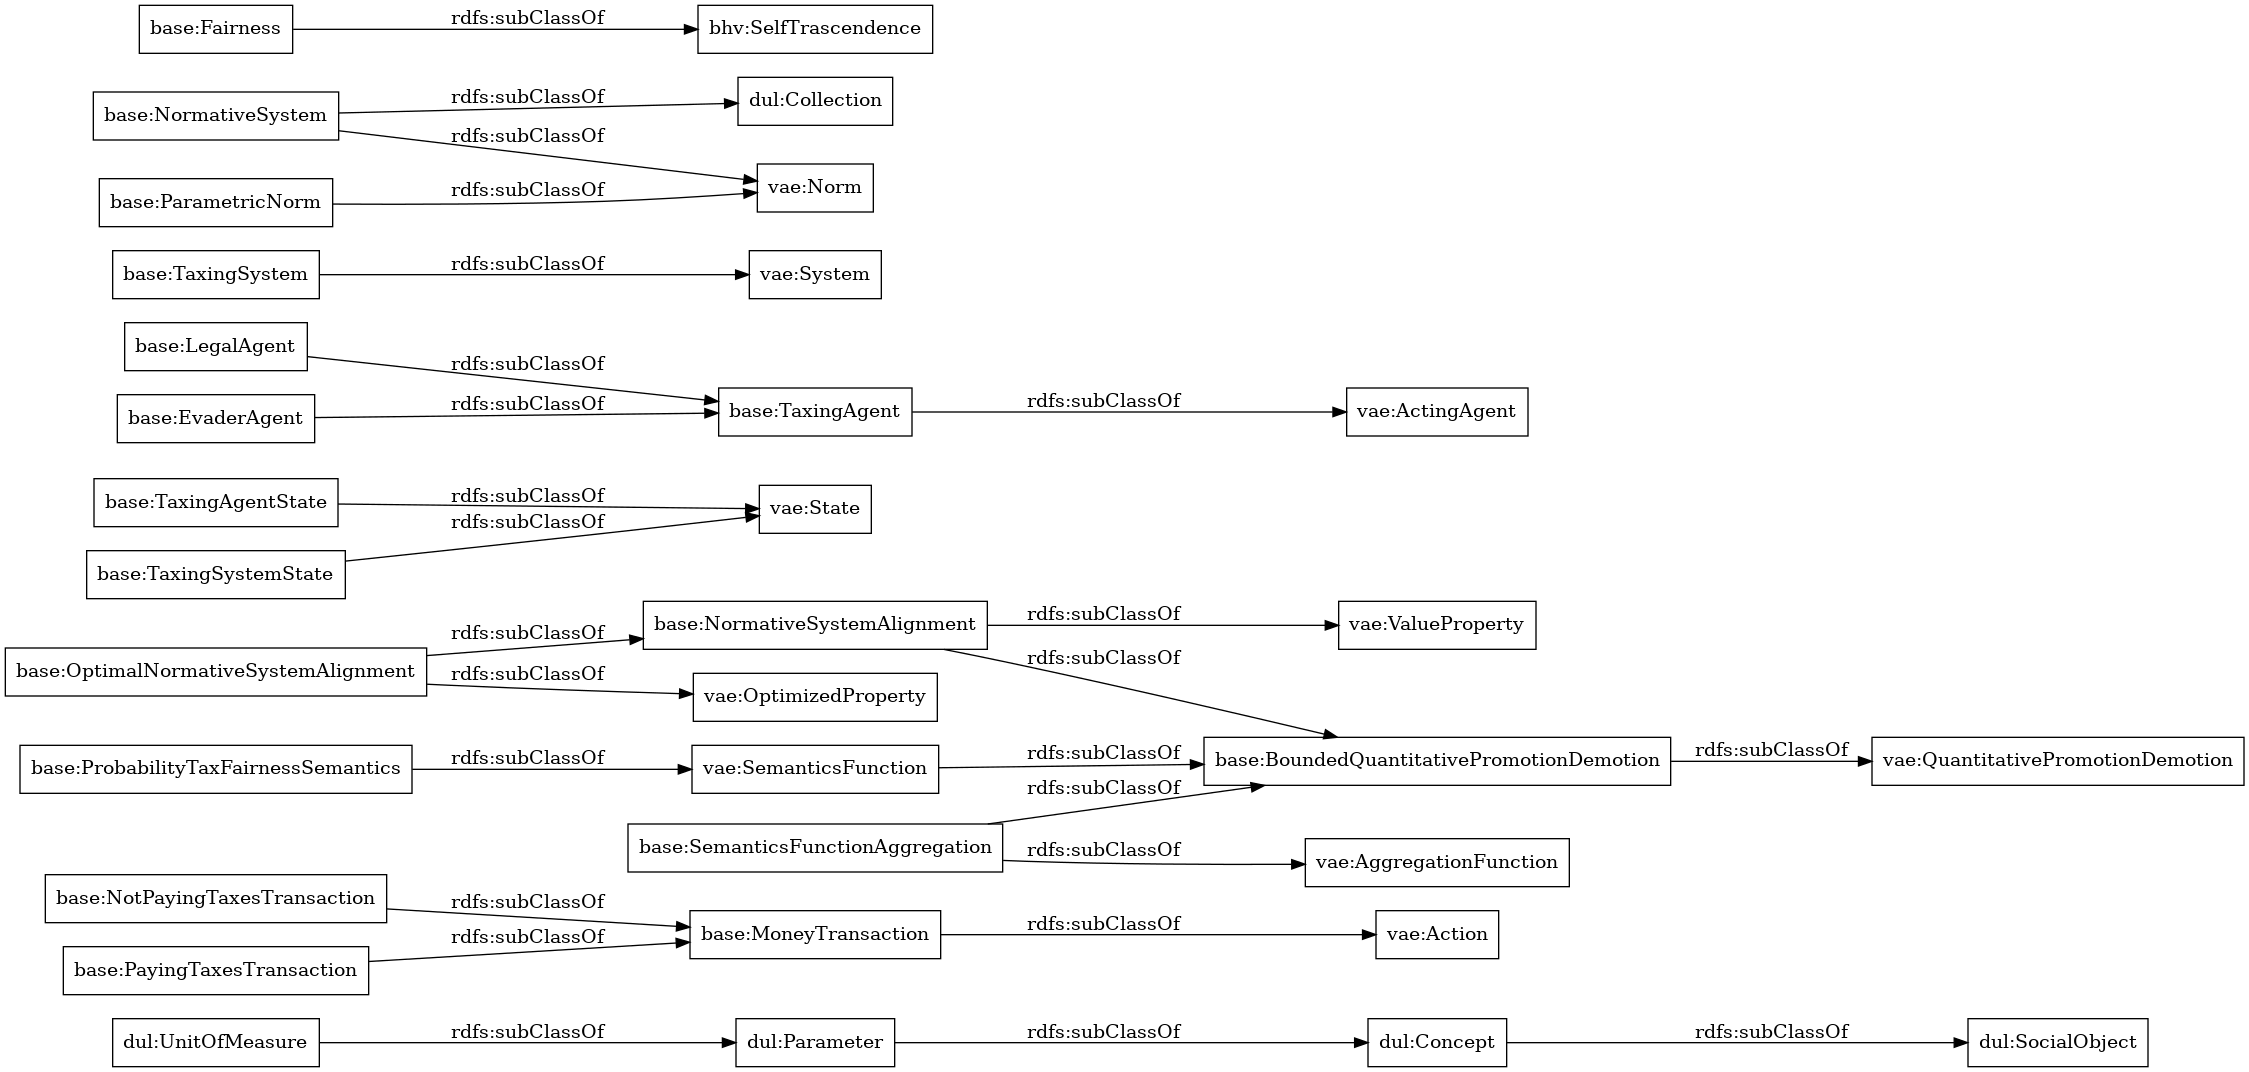 base:Fairness
rdfs:subClassOf
bhv:SelfTrascendence
base:NormativeSystem
rdfs:subClassOf
dul:Collection
rdfs:subClassOf
vae:Norm
base:ParametricNorm
rdfs:subClassOf
base:TaxingSystem
rdfs:subClassOf
vae:System
base:LegalAgent
rdfs:subClassOf
base:EvaderAgent
rdfs:subClassOf
base:TaxingAgent
rdfs:subClassOf
vae:ActingAgent
base:TaxingAgentState
rdfs:subClassOf
vae:State
base:TaxingSystemState
rdfs:subClassOf
base:OptimalNormativeSystemAlignment
rdfs:subClassOf
base:NormativeSystemAlignment
rdfs:subClassOf
vae:ValueProperty
rdfs:subClassOf
rdfs:subClassOf
vae:OptimizedProperty
base:ProbabilityTaxFairnessSemantics
rdfs:subClassOf
vae:SemanticsFunction
rdfs:subClassOf
base:BoundedQuantitativePromotionDemotion
rdfs:subClassOf
vae:QuantitativePromotionDemotion
rdfs:subClassOf
base:SemanticsFunctionAggregation
rdfs:subClassOf
vae:AggregationFunction
base:NotPayingTaxesTransaction
rdfs:subClassOf
base:MoneyTransaction
rdfs:subClassOf
vae:Action
base:PayingTaxesTransaction
rdfs:subClassOf
dul:UnitOfMeasure
rdfs:subClassOf
dul:Parameter
rdfs:subClassOf
dul:Concept
rdfs:subClassOf
dul:SocialObject